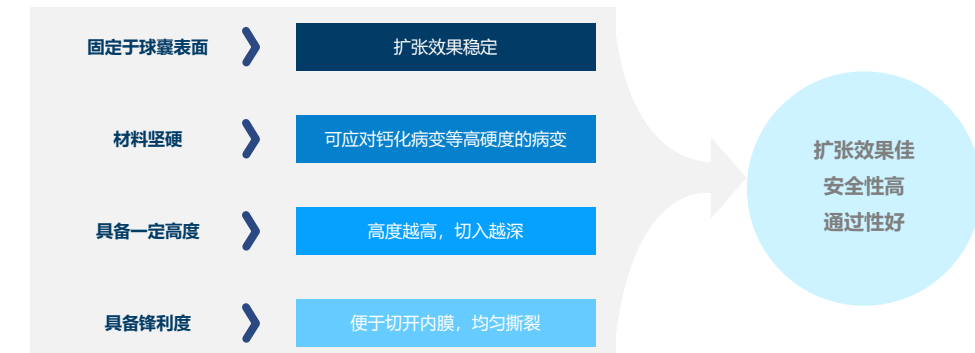 固定于球囊表面
扩张效果稳定
材料坚硬
可应对钙化病变等高硬度的病变
具备一定高度
高度越高，切入越深
具备锋利度
便于切开内膜，均匀撕裂
扩张效果佳
安全性高
通过性好